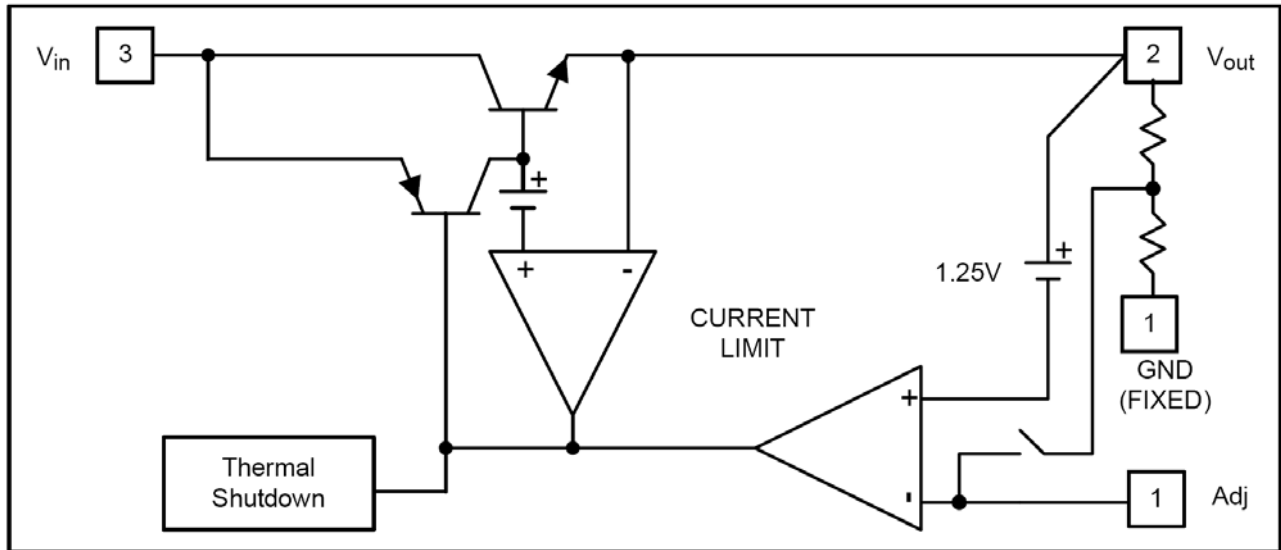 Vin 3
2 Vout
+
+ -
1.25V +
CURRENT
LIMIT
1
GND
(FIXED)
+
Thermal
Shutdown
-
1 Adj